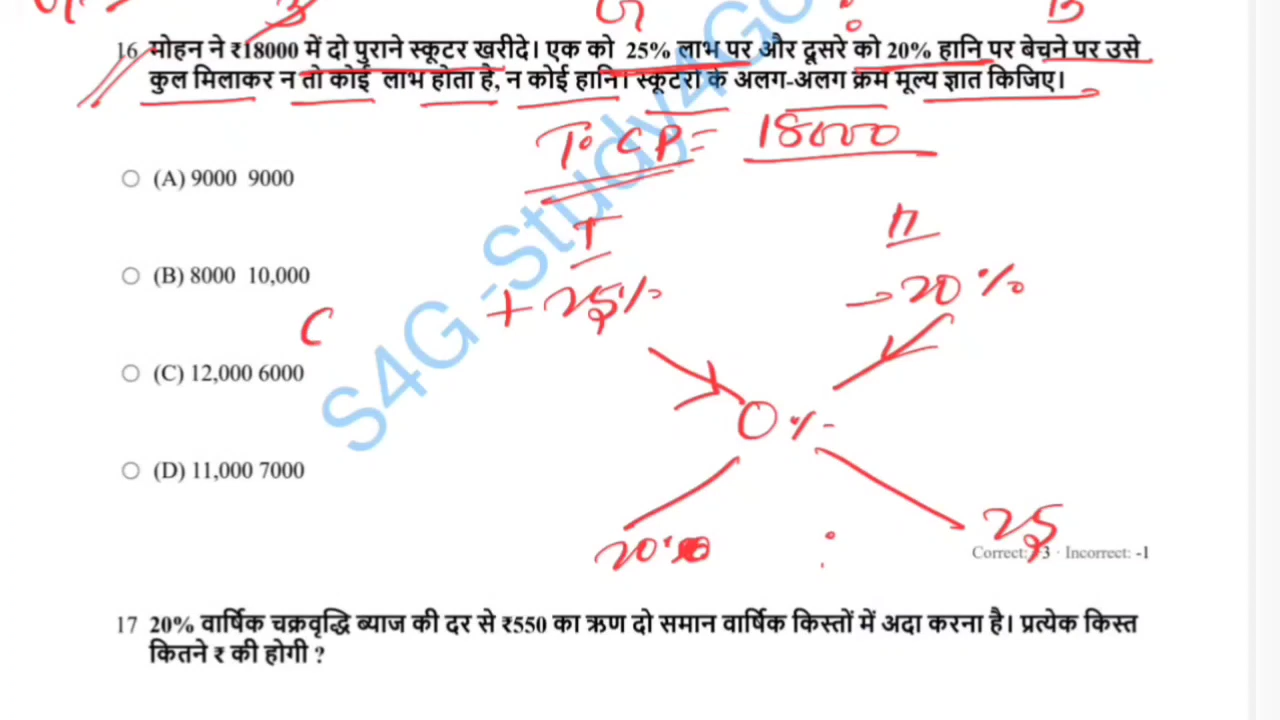 16 मोहन ने ₹18000 में दो पुराने स्कूटर खरीदे। एक को 25% लाभ पर और दूसरे को 20% हानि पर बेचने पर उसे
कुल मिलाकर न तो कोई लाभ होता है, न कोई हानि। स्कूटरों के अलग-अलग क्रम मूल्य ज्ञात किजिए।
To CP = 18000
(A) 9000 9000
I II
(B) 8000 10,000
+25% -20%
C
(C) 12,000 6000
0%
(D) 11,000 7000
20 : 25
Correct: +3 · Incorrect: -1
17 20% वार्षिक चक्रवृद्धि ब्याज की दर से ₹550 का ऋण दो समान वार्षिक किस्तों में अदा करना है। प्रत्येक किस्त
कितने ₹ की होगी ?
S4G -Study4Go